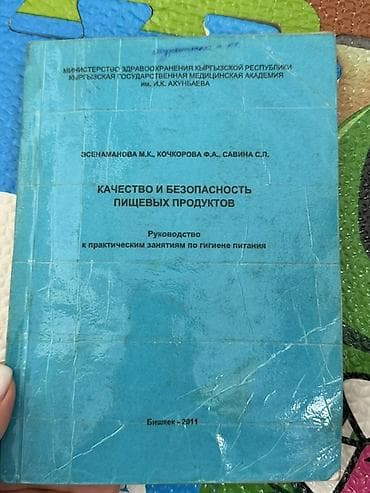 МИНИСТЕРСТВО ЗДРАВООХРАНЕНИЯ КЫРГЫЗСКОЙ РЕСПУБЛИКИ
КЫРГЫЗСКАЯ ГОСУДАРСТВЕННАЯ МЕДИЦИНСКАЯ АКАДЕМИЯ
им. И.К. АХУНБАЕВА
ЭСЕНАМАНОВА М.К., КОЧКОРОВА Ф.А., САВИНА С.П.
КАЧЕСТВО И БЕЗОПАСНОСТЬ
ПИЩЕВЫХ ПРОДУКТОВ
Руководство
к практическим занятиям по гигиене питания
Бишкек - 2011